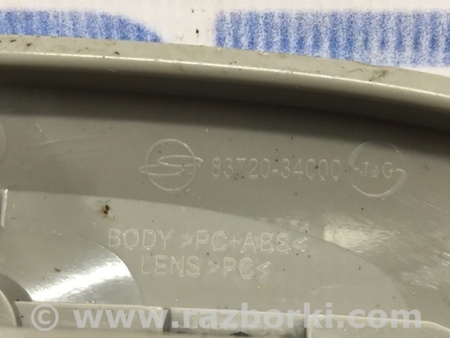 83720-34000 J&G
BODY >PC+ABS<
LENS >PC<
© - www.razborki.com -